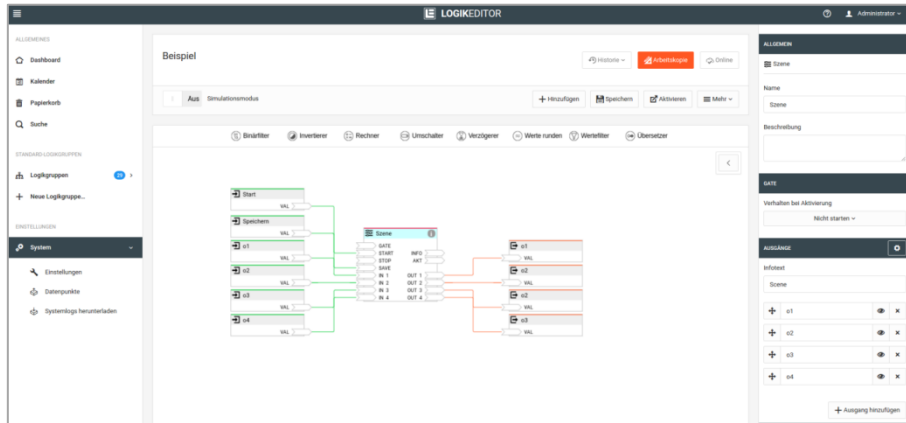 LOGIKEDITOR
Administrator
ALLGEMEINES
Dashboard
Kalender
Papierkorb
Suche
STANDARD LOGIKGRUPPEN
Logikgruppen
Neue Logikgruppe...
EINSTELLUNGEN
System
Einstellungen
Datenpunkte
Systemlogs herunterladen
Beispiel
Historie
Arbeitskopie
Online
Aus Simulationsmodus
Hinzufügen Speichern Aktivieren Mehr
Binärfilter Invertierer Rechner Umschalter Verzögerer Werte runden Wertefilter Übersetzer
Start
VAL
Speichern
VAL
o1
VAL
o2
VAL
o3
VAL
o4
VAL
Szene
GATE
START INFO
STOP AKT
SAVE
IN 1 OUT 1
IN 2 OUT 2
IN 3 OUT 3
IN 4 OUT 4
o1
VAL
o2
VAL
o2
VAL
o3
VAL
ALLGEMEIN
Szene
Name
Szene
Beschreibung
GATE
Verhalten bei Aktivierung
Nicht starten
AUSGÄNGE
Infotext
Szene
o1
o2
o3
o4
Ausgang hinzufügen